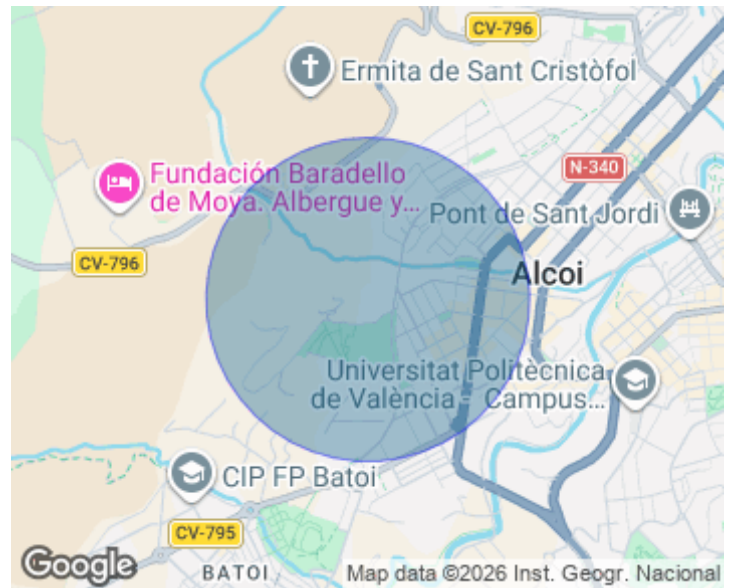 CV-796
Ermita de Sant Cristòfol
N-340
Fundación Baradello
de Moya. Albergue y...
Pont de Sant Jordi
CV-796
Alcoi
Universitat Politècnica
de València - Campus...
CIP FP Batoi
CV-795
BATOI
Google
Map data ©2026 Inst. Geogr. Nacional